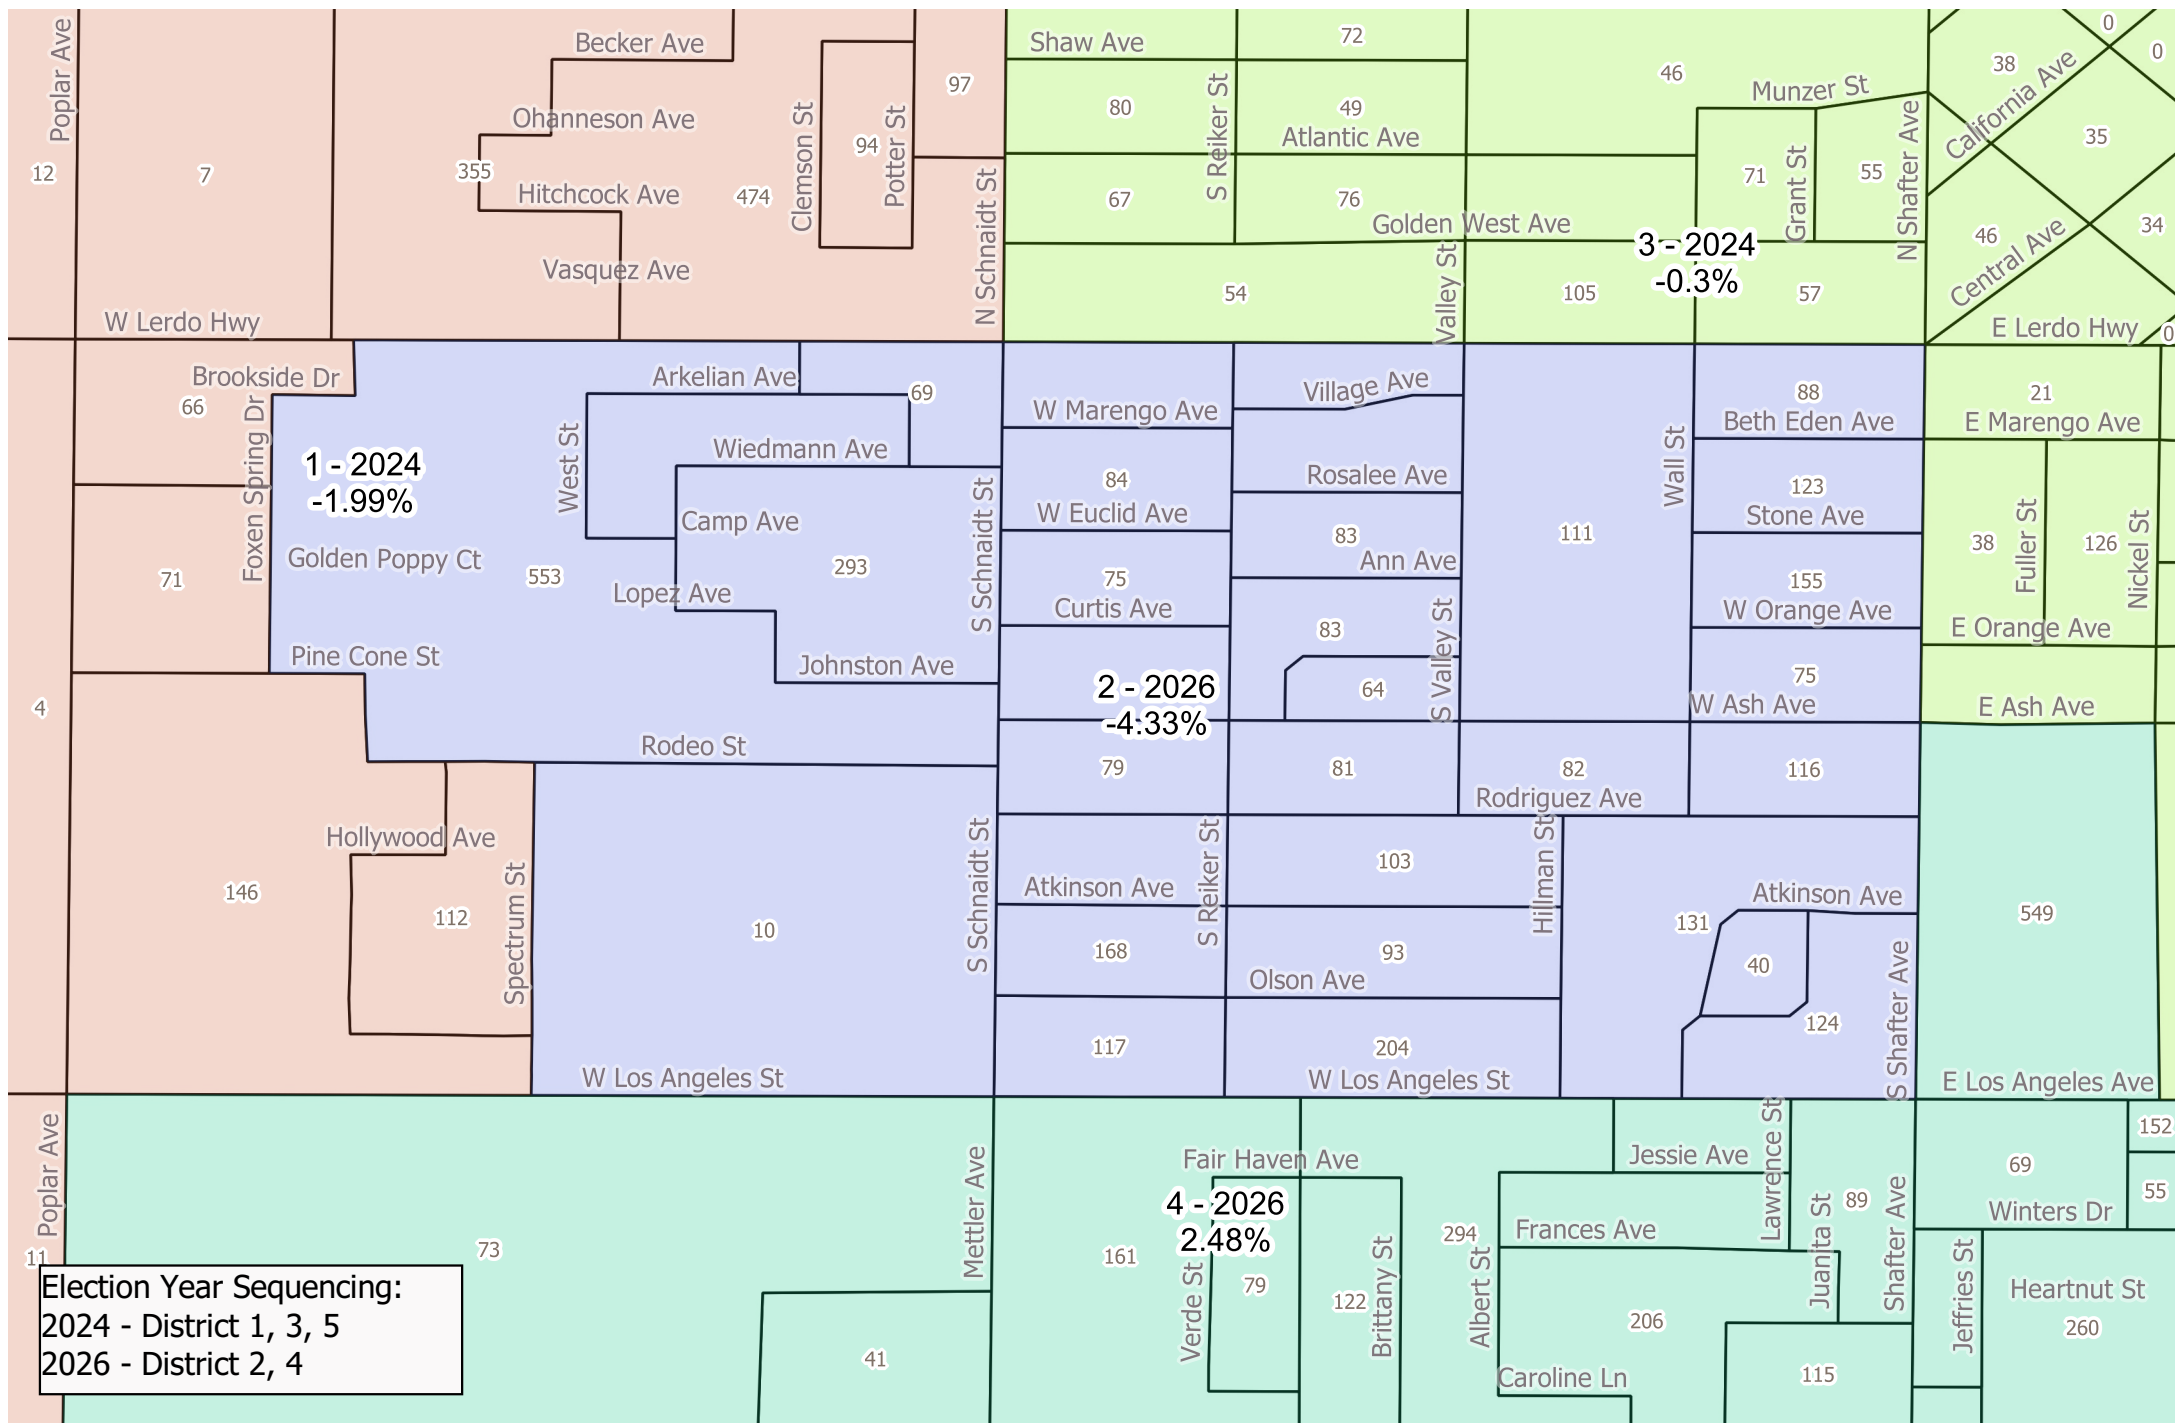 Poplar Ave
Becker Ave
Shaw Ave
72
0
0
38
97
46
Munzer St
California Ave
Ohanneson Ave
Clemson St
94
Potter St
80
S Reiker St
49
Atlantic Ave
N Shafter Ave
35
12
7
355
474
Hitchcock Ave
N Schnaidt St
67
76
Golden West Ave
71
Grant St
55
46
Central Ave
34
Vasquez Ave
3 - 2024
-0.3%
54
Valley St
105
57
W Lerdo Hwy
E Lerdo Hwy
0
Brookside Dr
66
Arkelian Ave
69
W Marengo Ave
Village Ave
88
Beth Eden Ave
21
E Marengo Ave
Foxen Spring Dr
1 - 2024
-1.99%
West St
Wiedmann Ave
84
Rosalee Ave
Wall St
123
S Schnaidt St
W Euclid Ave
Stone Ave
Camp Ave
83
Ann Ave
111
38
Fuller St
126
Nickel St
71
Golden Poppy Ct
553
293
Lopez Ave
75
Curtis Ave
155
W Orange Ave
83
S Valley St
E Orange Ave
Pine Cone St
Johnston Ave
4
2 - 2026
-4.33%
64
75
W Ash Ave
E Ash Ave
Rodeo St
79
81
82
116
Rodriguez Ave
Hollywood Ave
146
112
Spectrum St
10
S Schnaidt St
Atkinson Ave
S Reiker St
103
Hillman St
Atkinson Ave
131
549
168
93
Olson Ave
40
124
S Shafter Ave
117
204
W Los Angeles St
W Los Angeles St
E Los Angeles Ave
Poplar Ave
Mettler Ave
Fair Haven Ave
Jessie Ave
Lawrence St
152
69
55
4 - 2026
2.48%
161
Verde St
79
122
Brittany St
294
Albert St
Frances Ave
89
Juanita St
Shafter Ave
Winters Dr
11
73
Jeffries St
Heartnut St
260
206
41
Caroline Ln
115
Election Year Sequencing:
2024 - District 1, 3, 5
2026 - District 2, 4